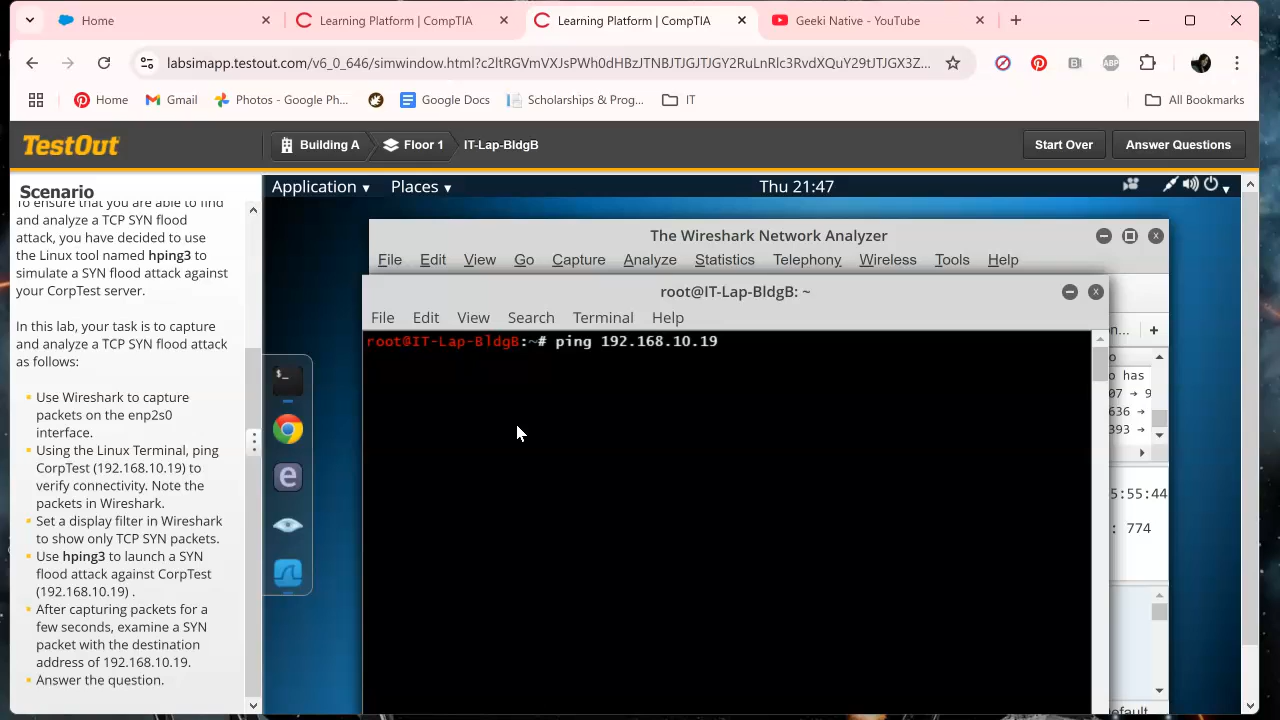 Home
Learning Platform | CompTIA
Learning Platform | CompTIA
Geeki Native - YouTube
labsimapp.testout.com/v6_0_646/simwindow.html?c2ltRGVmVXJsPWh0dHBzJTNBJTJGJTJGY2RuLnRlc3RvdXQuY29tJTJGX3Z...
ABP
Home
Gmail
Photos - Google Ph...
Google Docs
Scholarships & Prog...
IT
All Bookmarks
TestOut
Building A
Floor 1
IT-Lap-BldgB
Start Over
Answer Questions
Scenario
To ensure that you are able to find
and analyze a TCP SYN flood
attack, you have decided to use
the Linux tool named hping3 to
simulate a SYN flood attack against
your CorpTest server.
In this lab, your task is to capture
and analyze a TCP SYN flood attack
as follows:
Use Wireshark to capture
packets on the enp2s0
interface.
Using the Linux Terminal, ping
CorpTest (192.168.10.19) to
verify connectivity. Note the
packets in Wireshark.
Set a display filter in Wireshark
to show only TCP SYN packets.
Use hping3 to launch a SYN
flood attack against CorpTest
(192.168.10.19) .
After capturing packets for a
few seconds, examine a SYN
packet with the destination
address of 192.168.10.19.
Answer the question.
Application
Places
Thu 21:47
The Wireshark Network Analyzer
File Edit View Go Capture Analyze Statistics Telephony Wireless Tools Help
root@IT-Lap-BldgB: ~
File Edit View Search Terminal Help
root@IT-Lap-BldgB:~# ping 192.168.10.19
on... +
o has
07 → 9
636 →
393 →
5:55:44
: 774